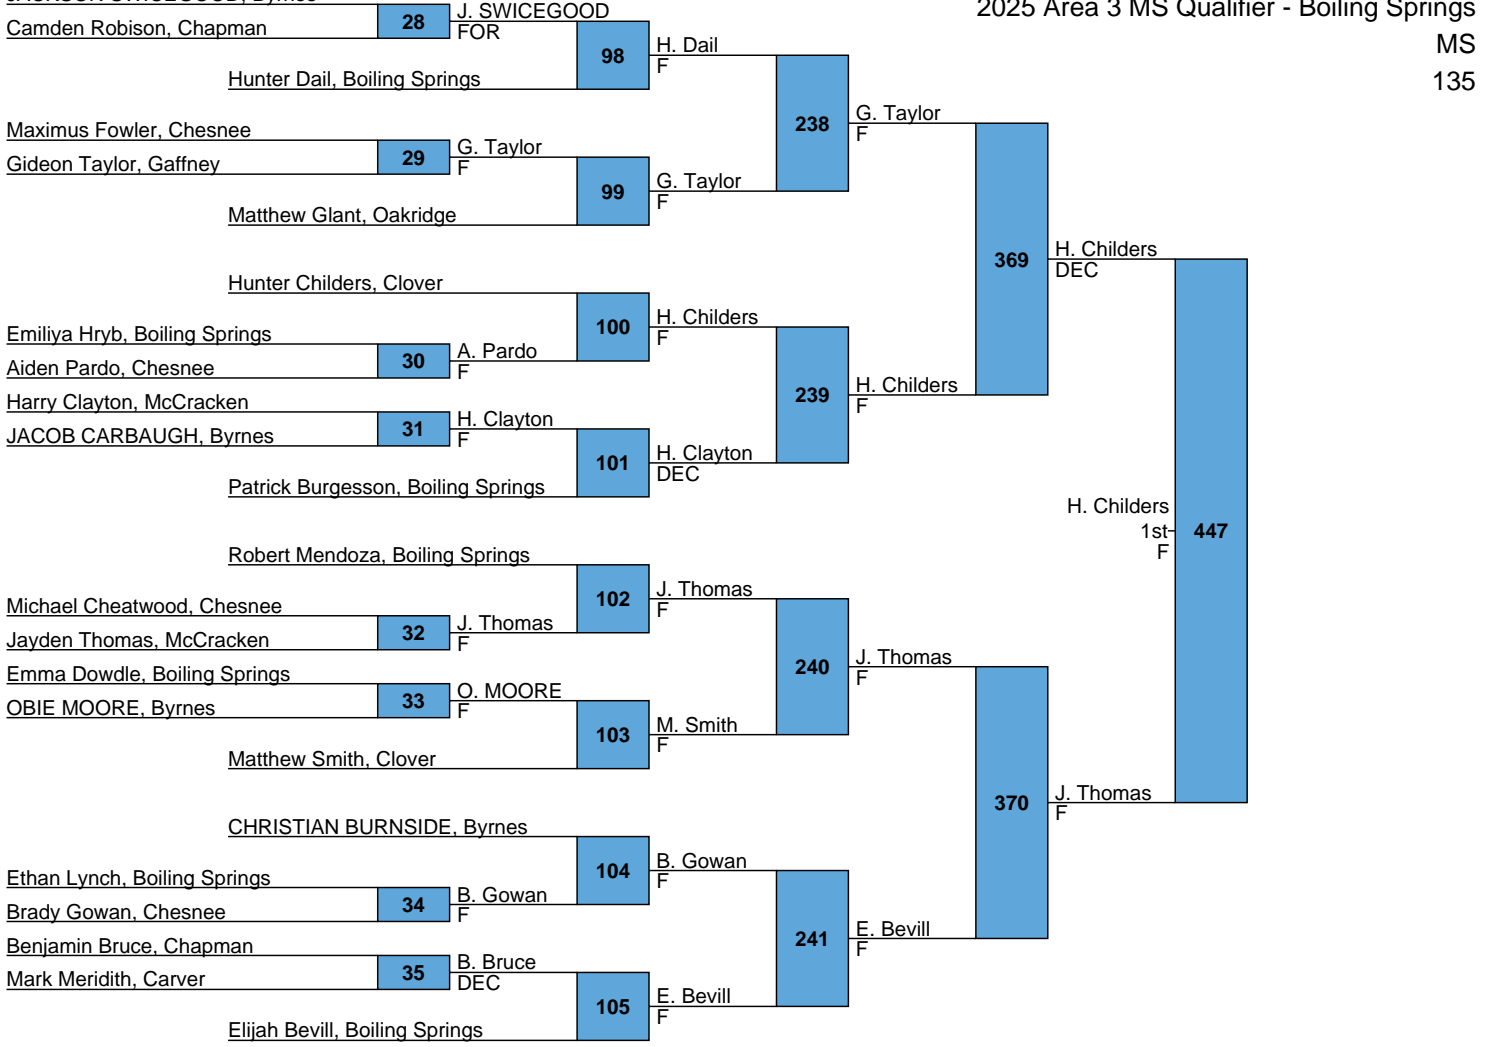 2025 Area 3 MS Qualifier - Boiling Springs
MS
135
Camden Robison, Chapman
28
J. SWICEGOOD
FOR
Hunter Dail, Boiling Springs
98
H. Dail
F
Maximus Fowler, Chesnee
Gideon Taylor, Gaffney
29
G. Taylor
F
Matthew Glant, Oakridge
99
G. Taylor
F
238
G. Taylor
F
Hunter Childers, Clover
Emiliya Hryb, Boiling Springs
Aiden Pardo, Chesnee
30
A. Pardo
F
100
H. Childers
F
Harry Clayton, McCracken
JACOB CARBAUGH, Byrnes
31
H. Clayton
F
Patrick Burgesson, Boiling Springs
101
H. Clayton
DEC
239
H. Childers
F
369
H. Childers
DEC
Robert Mendoza, Boiling Springs
Michael Cheatwood, Chesnee
Jayden Thomas, McCracken
32
J. Thomas
F
102
J. Thomas
F
Emma Dowdle, Boiling Springs
OBIE MOORE, Byrnes
33
O. MOORE
F
Matthew Smith, Clover
103
M. Smith
F
240
J. Thomas
F
CHRISTIAN BURNSIDE, Byrnes
Ethan Lynch, Boiling Springs
Brady Gowan, Chesnee
34
B. Gowan
F
104
B. Gowan
F
Benjamin Bruce, Chapman
Mark Meridith, Carver
35
B. Bruce
DEC
Elijah Bevill, Boiling Springs
105
E. Bevill
F
241
E. Bevill
F
370
J. Thomas
F
H. Childers
1st
F
447